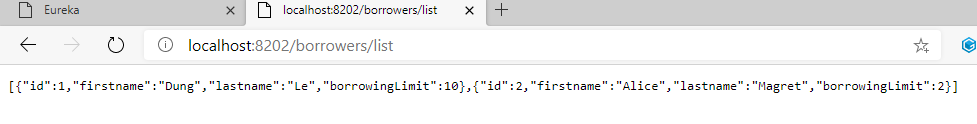 Eureka
localhost:8202/borrowers/list
localhost:8202/borrowers/list
[{"id":1,"firstname":"Dung","lastname":"Le","borrowingLimit":10},{"id":2,"firstname":"Alice","lastname":"Magret","borrowingLimit":2}]